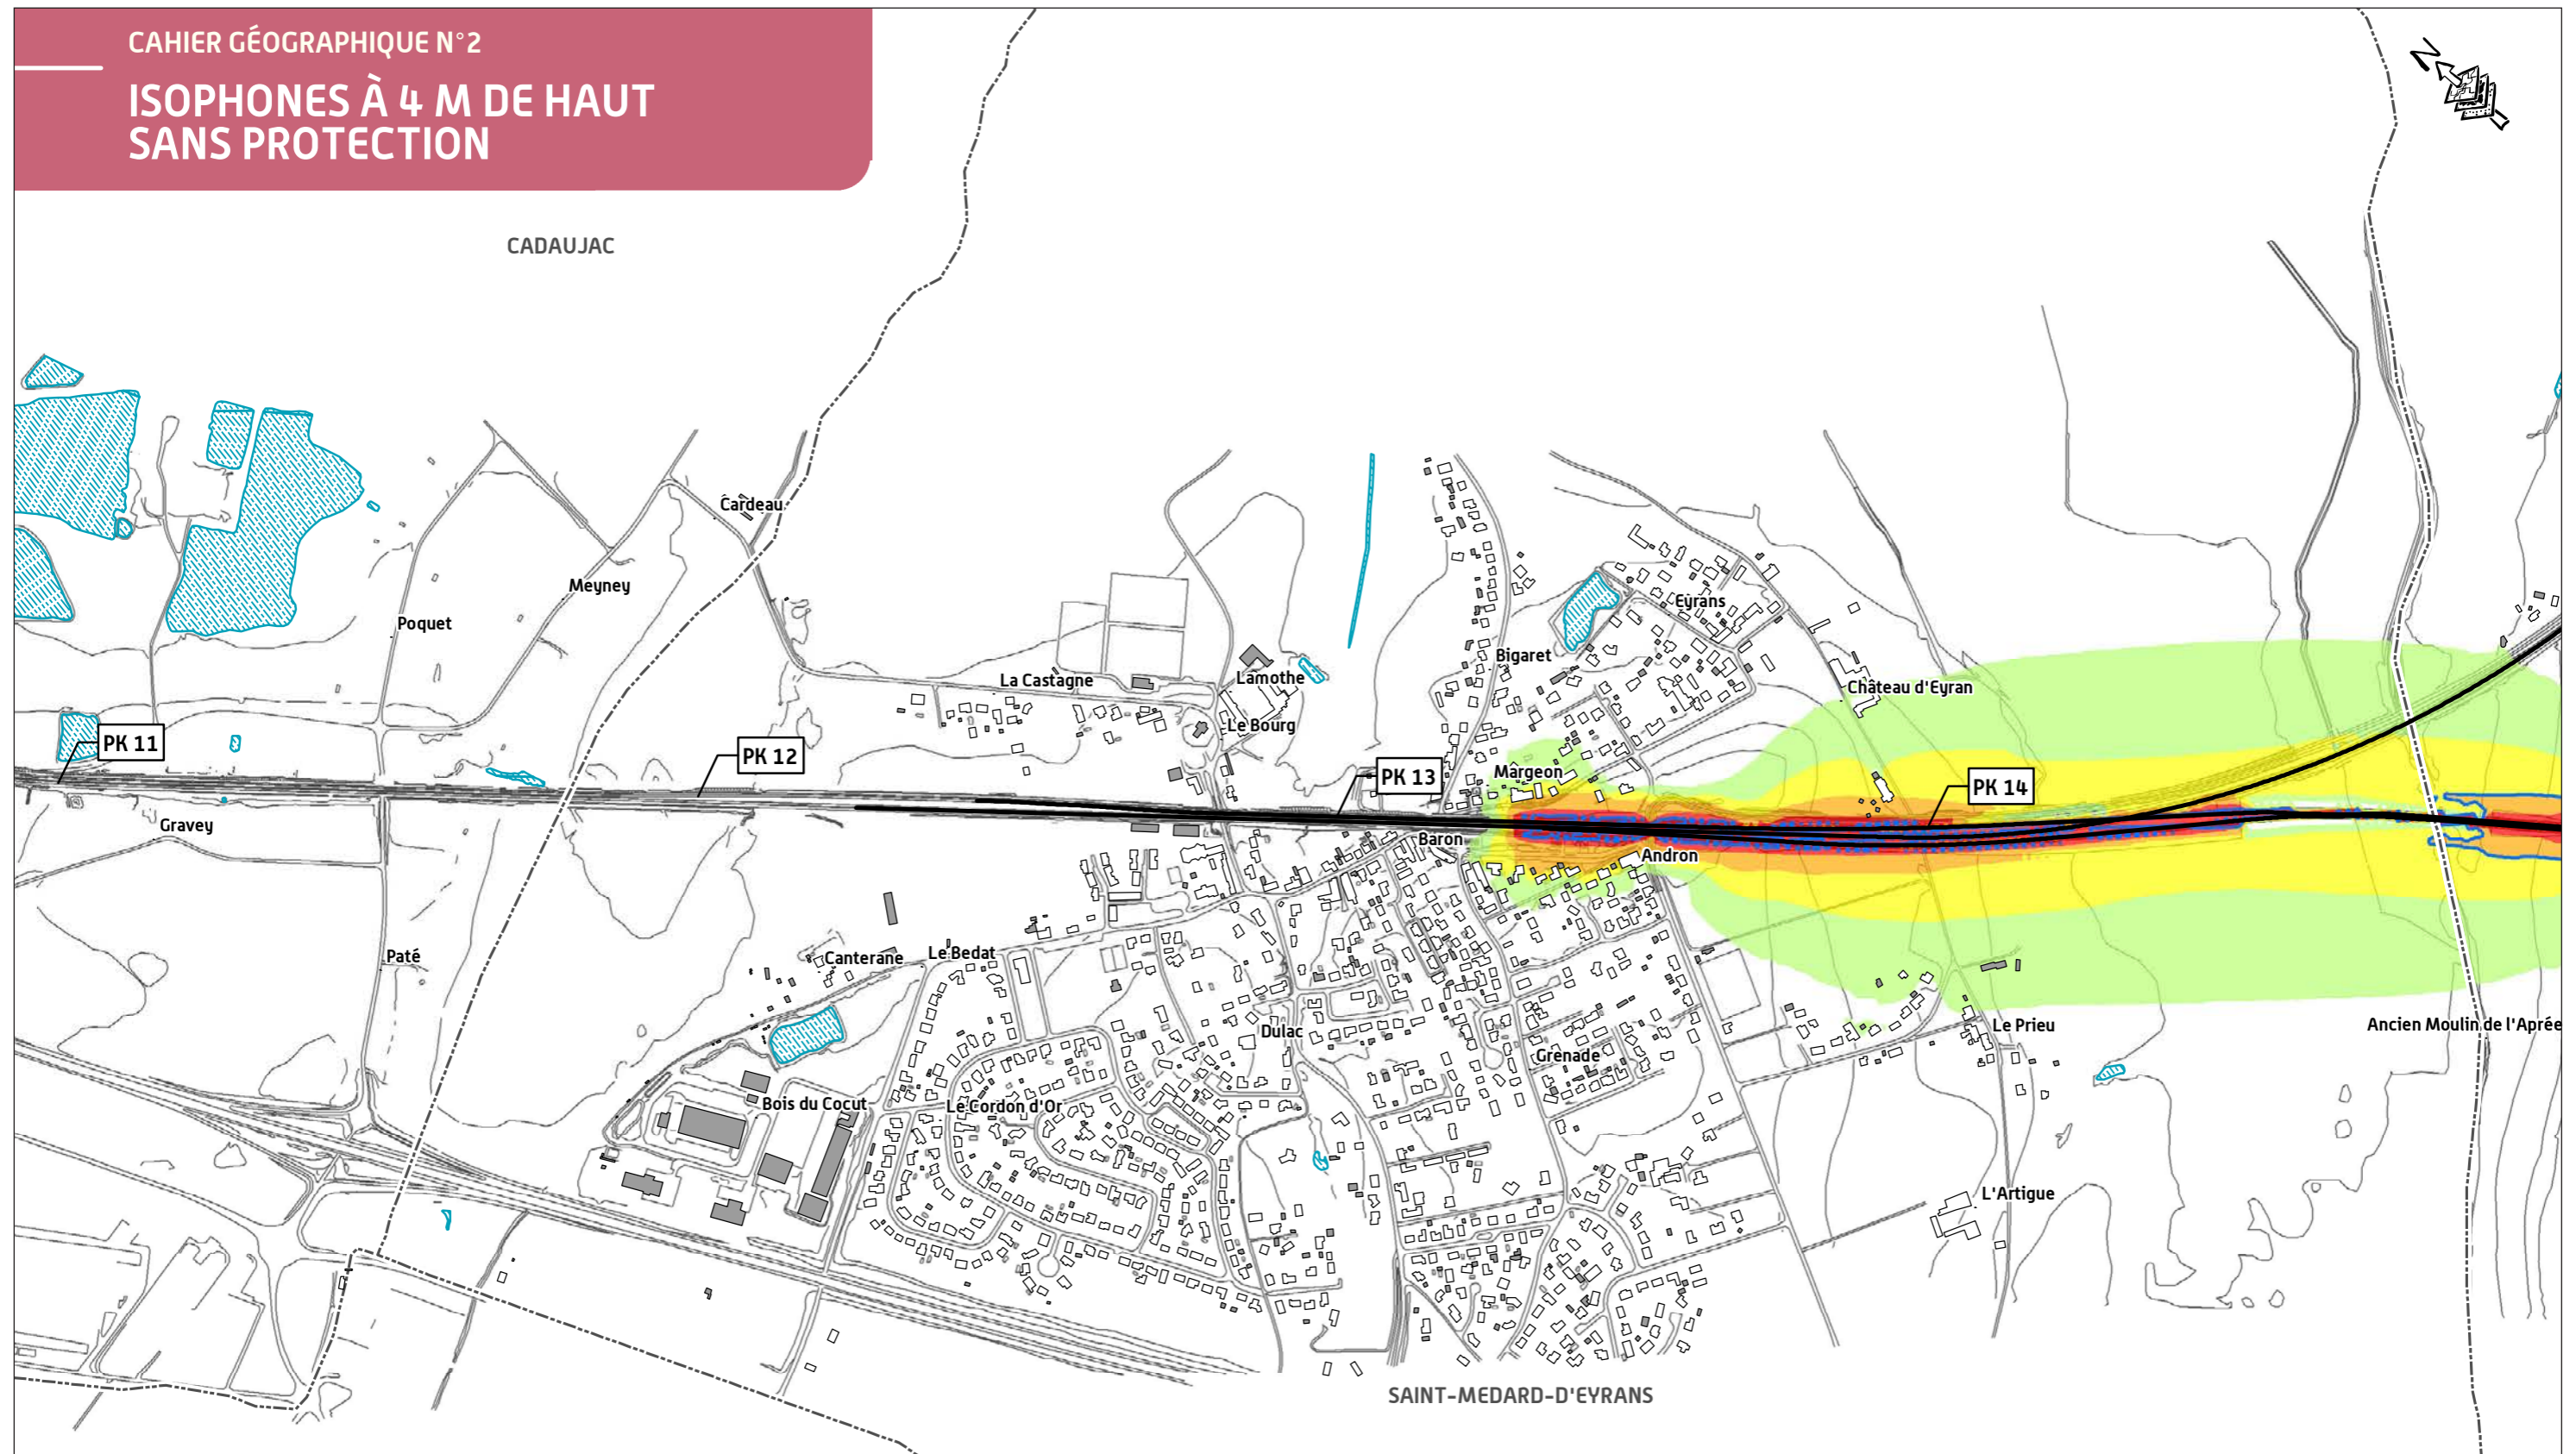 CAHIER GÉOGRAPHIQUE N°2
ISOPHONES À 4 M DE HAUT
SANS PROTECTION
N
CADAUJAC
Cardeau
Meyney
Poquet
Eyrans
Bigaret
Lamothe
La Castagne
Château d'Eyran
Le Bourg
PK 11
PK 12
Margeon
PK 13
PK 14
Gravey
Baron
Andron
Paté
Canterane
Le Bedat
Dulac
Le Prieu
Ancien Moulin de l'Aprée
Grenade
Bois du Cocut
Le Cordon d'Or
L'Artigue
SAINT-MEDARD-D'EYRANS